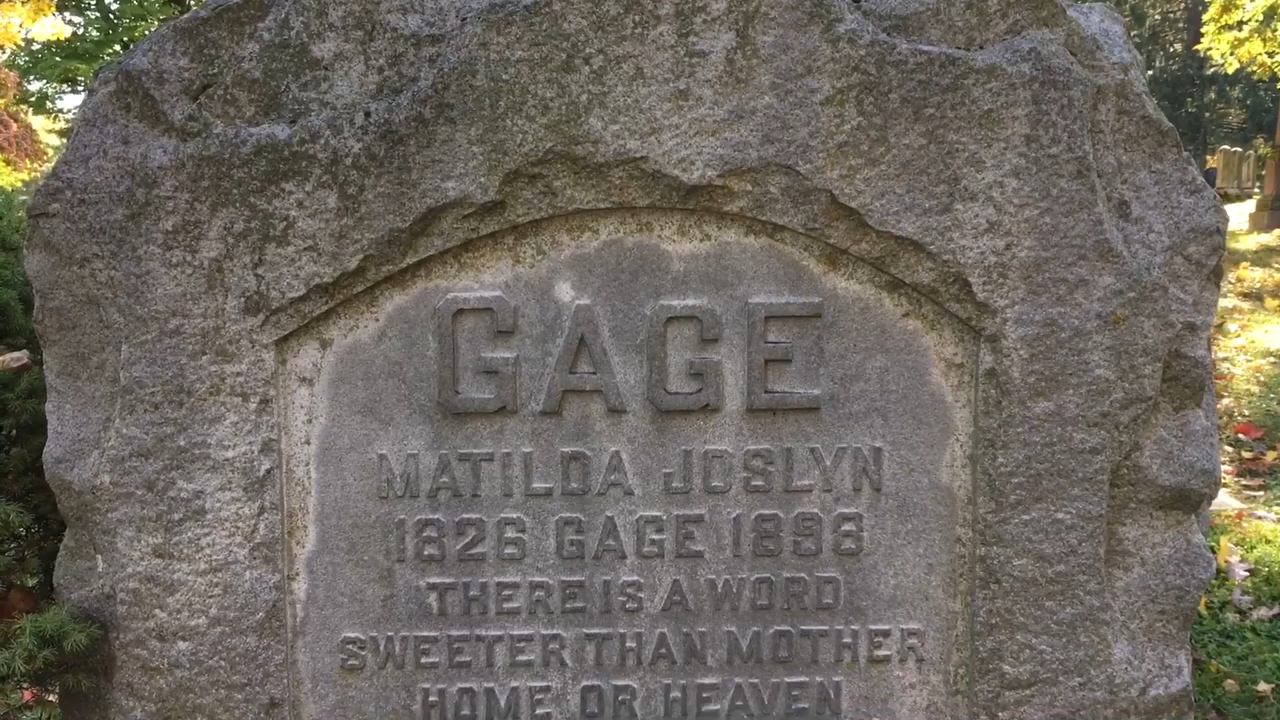 GAGE
MATILDA JOSLYN
1826 GAGE 1898
THERE IS A WORD
SWEETER THAN MOTHER
HOME OR HEAVEN